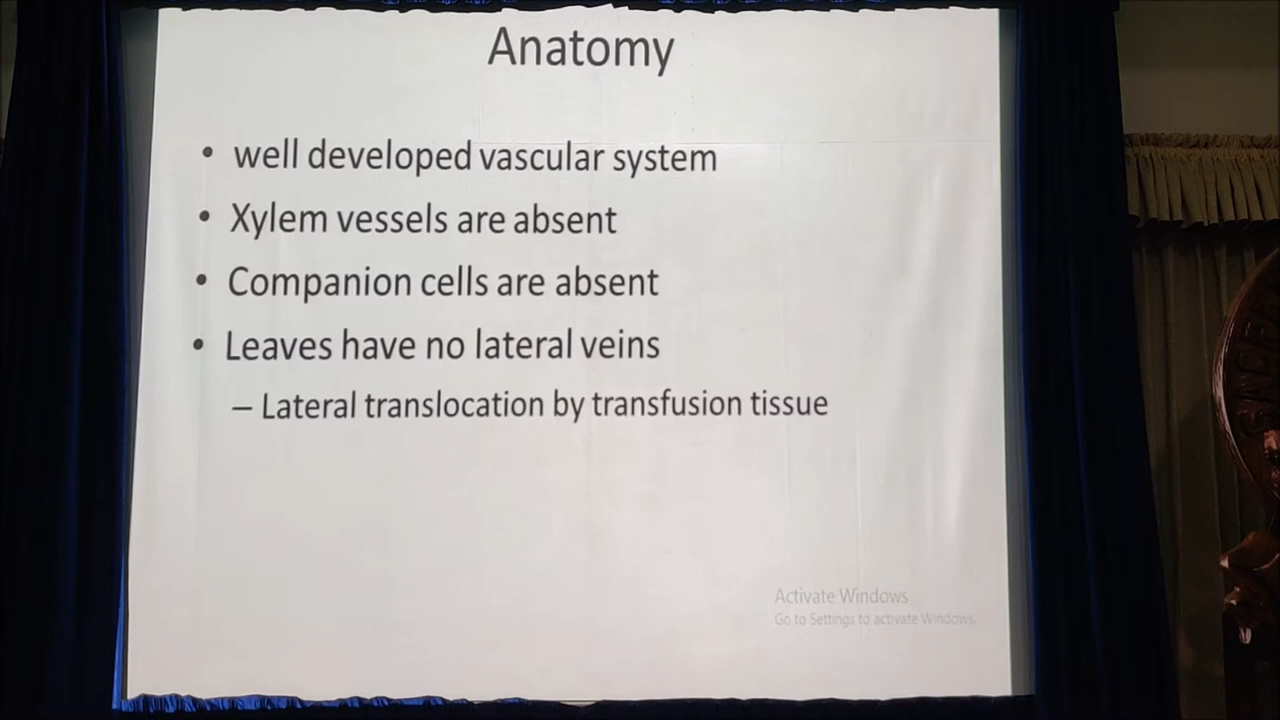 Anatomy
• well developed vascular system
• Xylem vessels are absent
• Companion cells are absent
• Leaves have no lateral veins
– Lateral translocation by transfusion tissue
Activate Windows
Go to Settings to activate Windows.